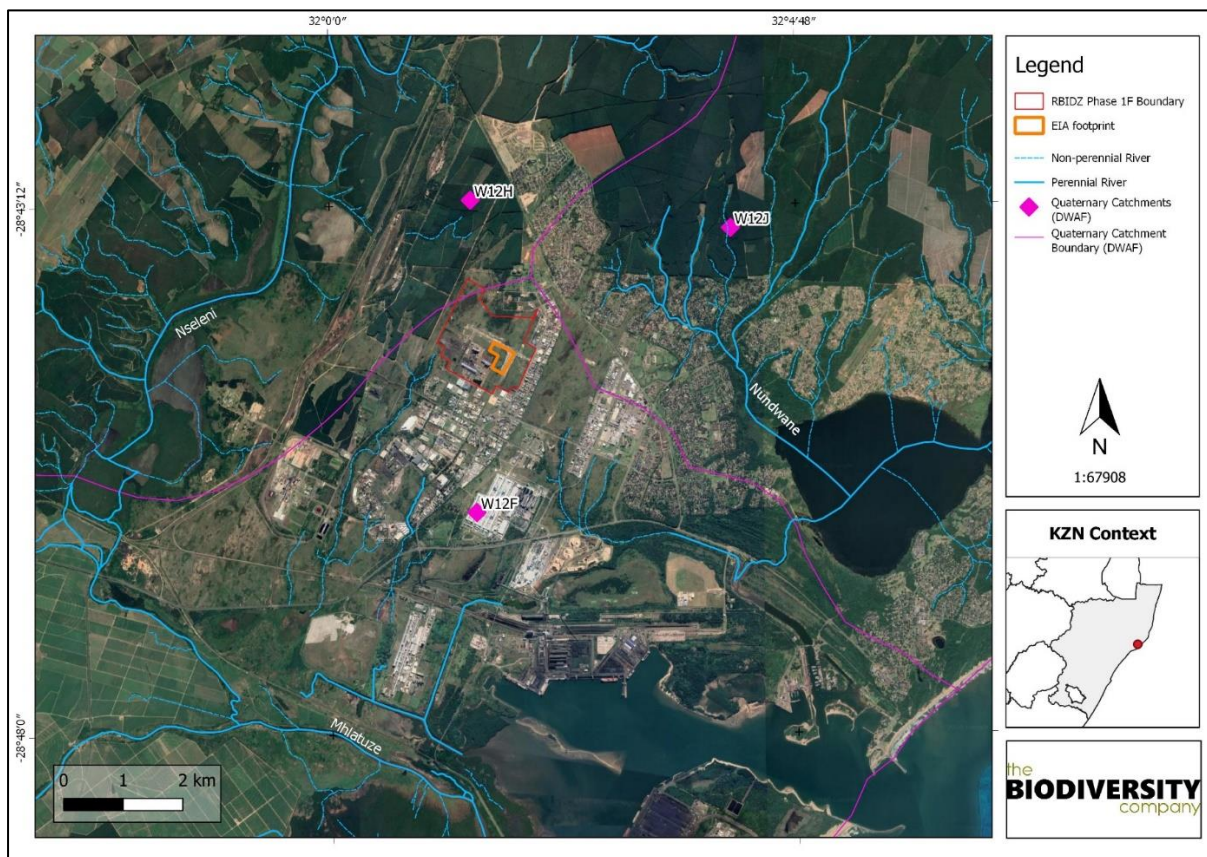 32°0'0"
32°4'48"
-28°43'12"
-28°48'0"
W12H
W12J
W12F
Nseleni
Nundwane
Mhlatuze
0 1 2 km
Legend
RBIDZ Phase 1F Boundary
EIA footprint
Non-perennial River
Perennial River
Quaternary Catchments
(DWAF)
Quaternary Catchment
Boundary (DWAF)
N
1:67908
KZN Context
the
BIODIVERSITY
company